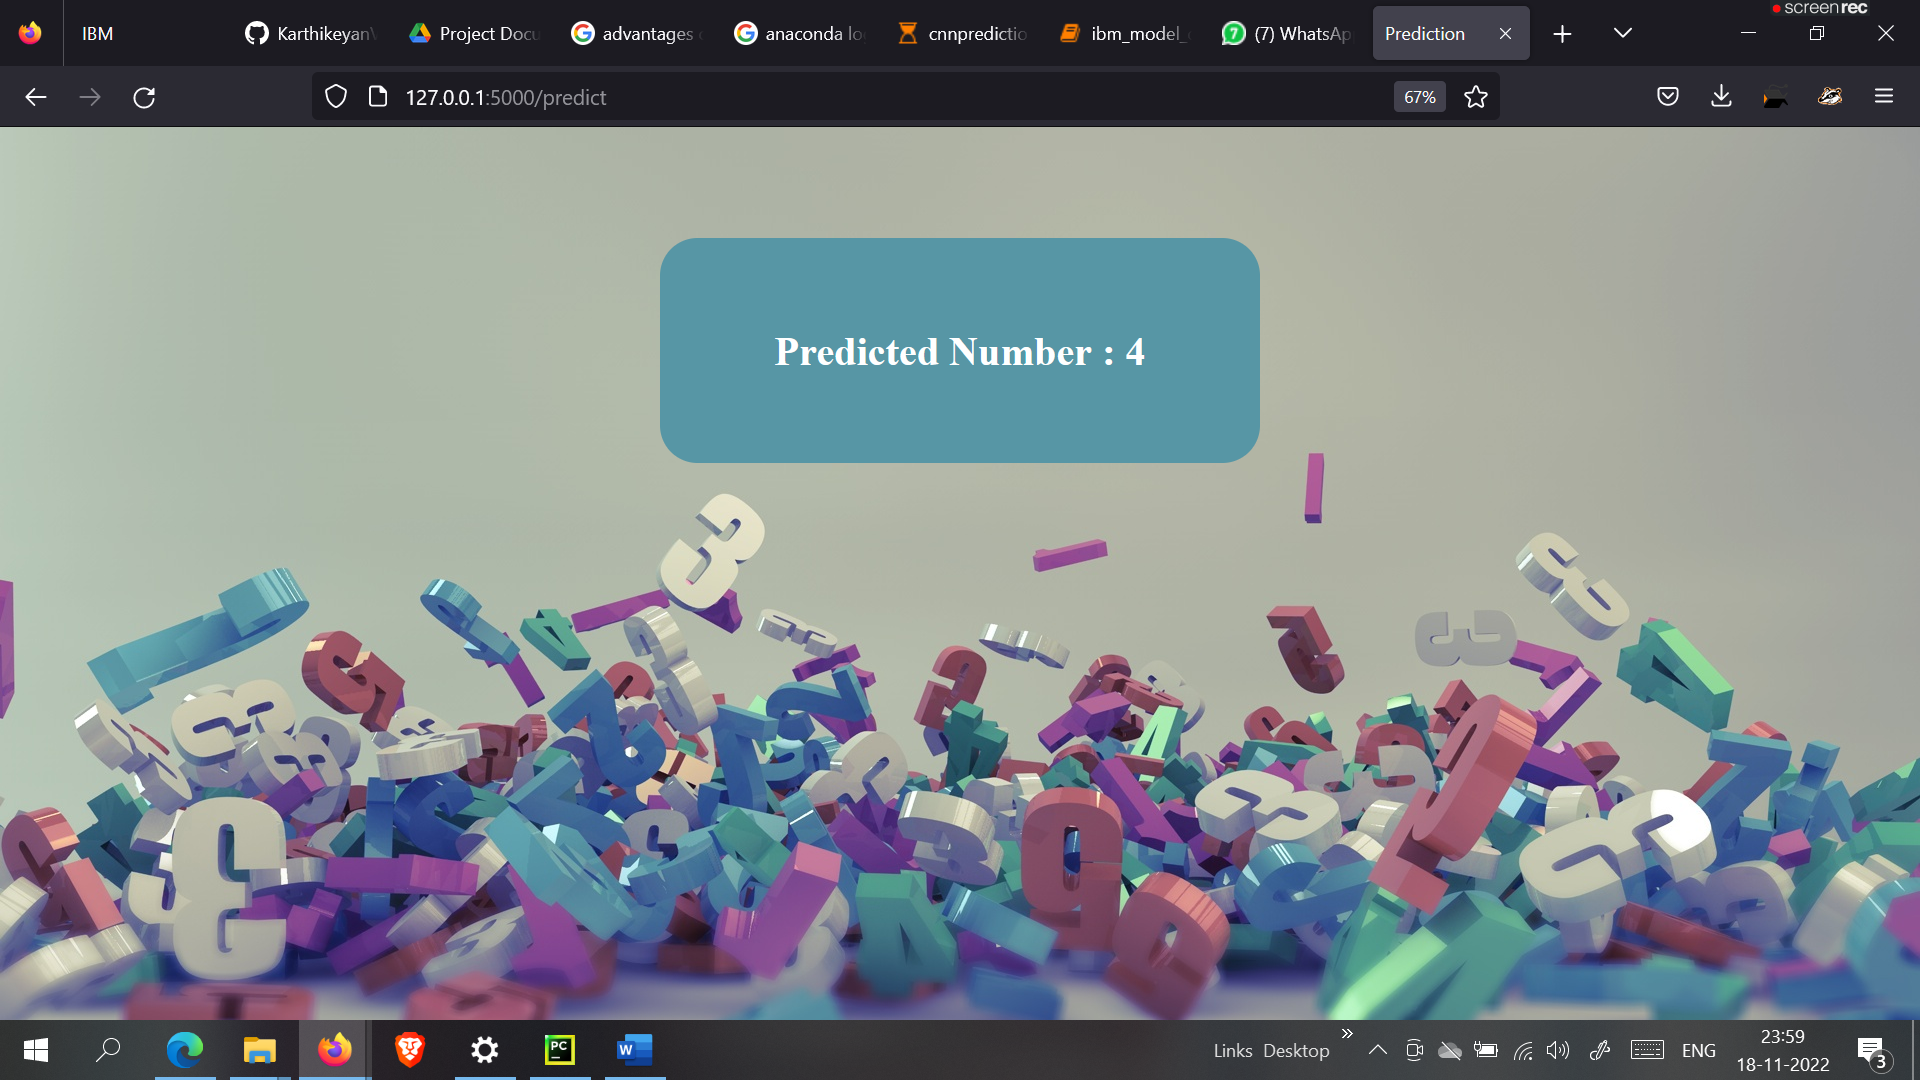 screenrec
IBM
Karthikeyan
Project Docu
advantages
anaconda lo
cnnpredictio
ibm_model_
(7) WhatsAp
Prediction
127.0.0.1:5000/predict
67%
Predicted Number : 4
Links Desktop
ENG
23:59
18-11-2022
3